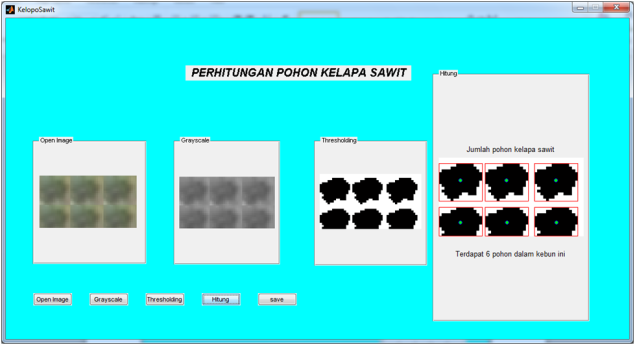 KelopoSawit
PERHITUNGAN POHON KELAPA SAWIT
Hitung
Open Image
Grayscale
Thresholding
Jumlah pohon kelapa sawit
Terdapat 6 pohon dalam kebun ini
Open Image
Grayscale
Thresholding
Hitung
save